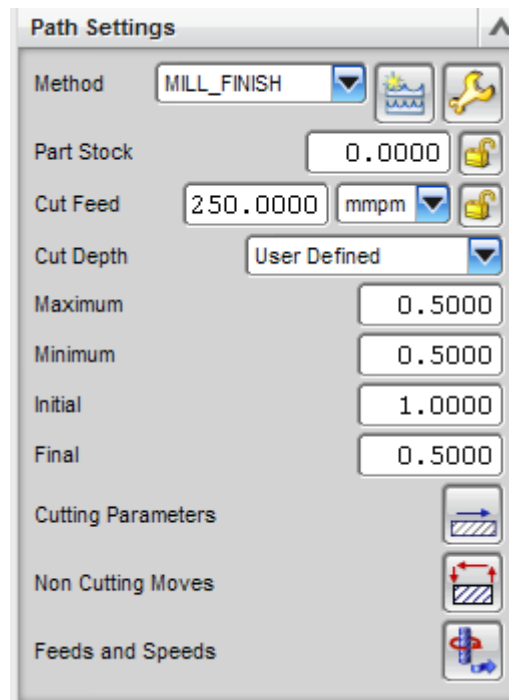 Path Settings
Method MILL_FINISH
Part Stock 0.0000
Cut Feed 250.0000 mmpm
Cut Depth User Defined
Maximum 0.5000
Minimum 0.5000
Initial 1.0000
Final 0.5000
Cutting Parameters
Non Cutting Moves
Feeds and Speeds